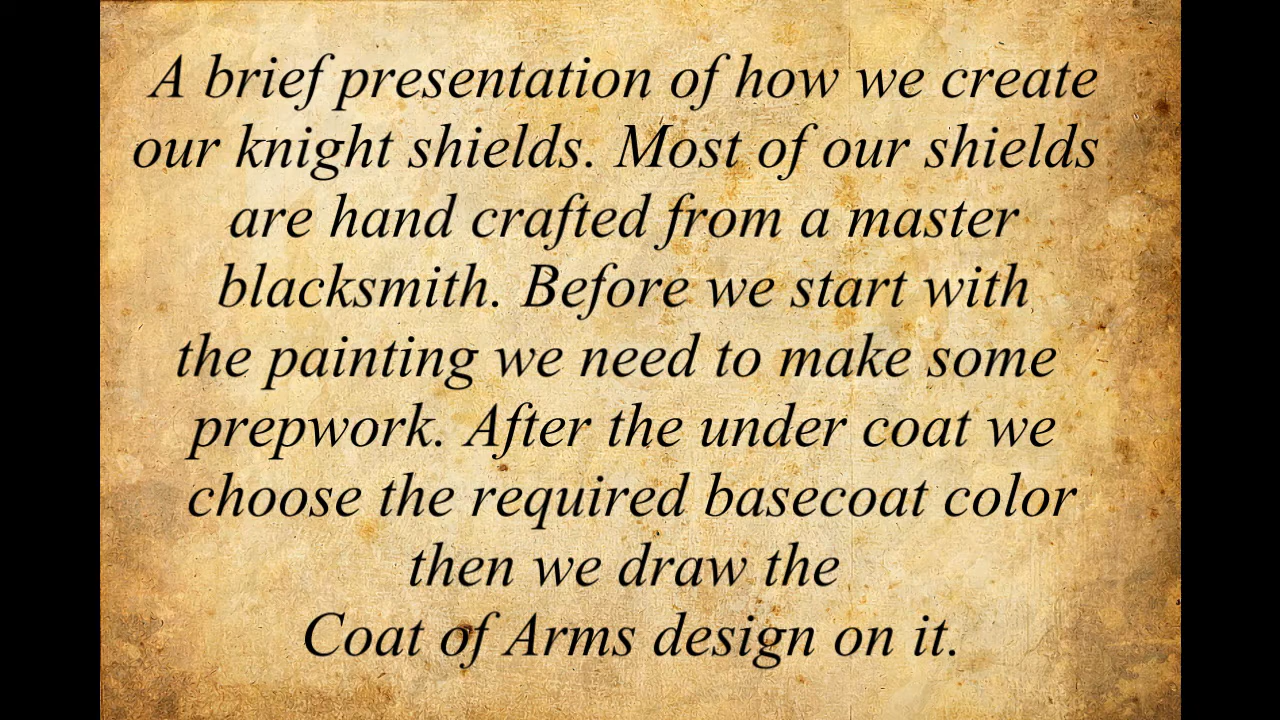 A brief presentation of how we create
our knight shields. Most of our shields
are hand crafted from a master
blacksmith. Before we start with
the painting we need to make some
prepwork. After the under coat we
choose the required basecoat color
then we draw the
Coat of Arms design on it.